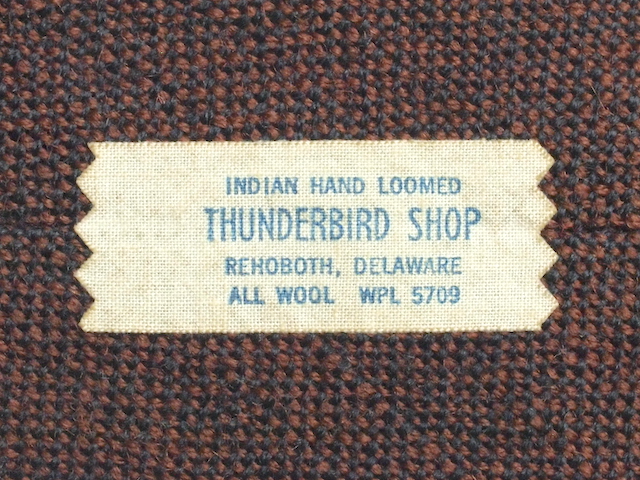 INDIAN HAND LOOMED
THUNDERBIRD SHOP
REHOBOTH, DELAWARE
ALL WOOL WPL 5709